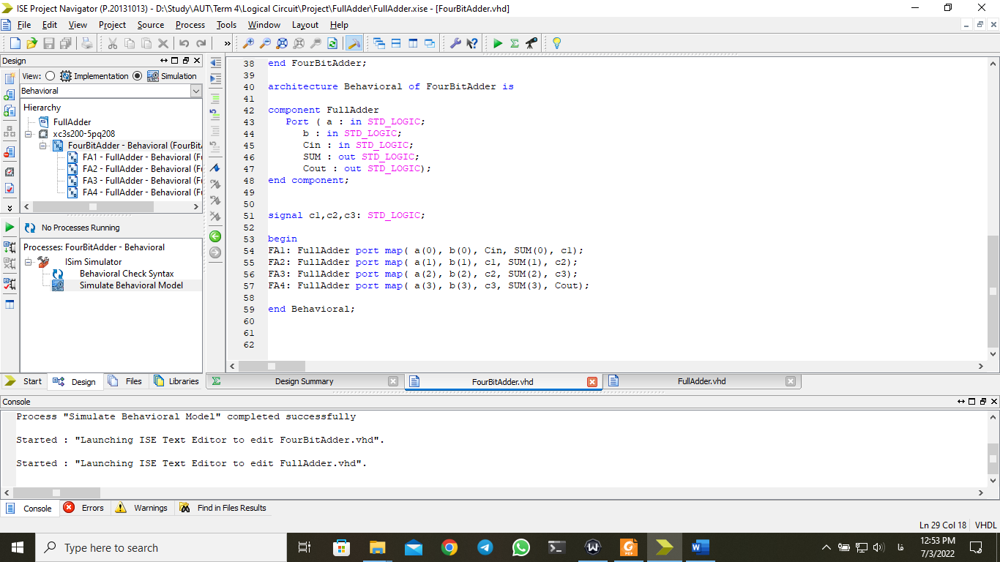 ISE Project Navigator (P.20131013) - D:\Study\AUT\Term 4\Logical Circuit\Project\FullAdder\FullAdder.xise - [FourBitAdder.vhd]
File Edit View Project Source Process Tools Window Layout Help
Design
View: Implementation Simulation
Behavioral
Hierarchy
FullAdder
xc3s200-5pq208
FourBitAdder - Behavioral (FourBit
FA1 - FullAdder - Behavioral (F
FA2 - FullAdder - Behavioral (F
FA3 - FullAdder - Behavioral (F
FA4 - FullAdder - Behavioral (F
No Processes Running
Processes: FourBitAdder - Behavioral
ISim Simulator
Behavioral Check Syntax
Simulate Behavioral Model
Start Design Files Libraries
38 end FourBitAdder;
39
40 architecture Behavioral of FourBitAdder is
41
42 component FullAdder
43 Port ( a : in STD_LOGIC;
44 b : in STD_LOGIC;
45 Cin : in STD_LOGIC;
46 SUM : out STD_LOGIC;
47 Cout : out STD_LOGIC);
48 end component;
49
50
51 signal c1,c2,c3: STD_LOGIC;
52
53 begin
54 FA1: FullAdder port map( a(0), b(0), Cin, SUM(0), c1);
55 FA2: FullAdder port map( a(1), b(1), c1, SUM(1), c2);
56 FA3: FullAdder port map( a(2), b(2), c2, SUM(2), c3);
57 FA4: FullAdder port map( a(3), b(3), c3, SUM(3), Cout);
58
59 end Behavioral;
60
61
62
Design Summary FourBitAdder.vhd FullAdder.vhd
Console
Process "Simulate Behavioral Model" completed successfully
Started : "Launching ISE Text Editor to edit FourBitAdder.vhd".
Started : "Launching ISE Text Editor to edit FullAdder.vhd".
Console Errors Warnings Find in Files Results
Ln 29 Col 18 VHDL
Type here to search
فا
12:53 PM
7/3/2022